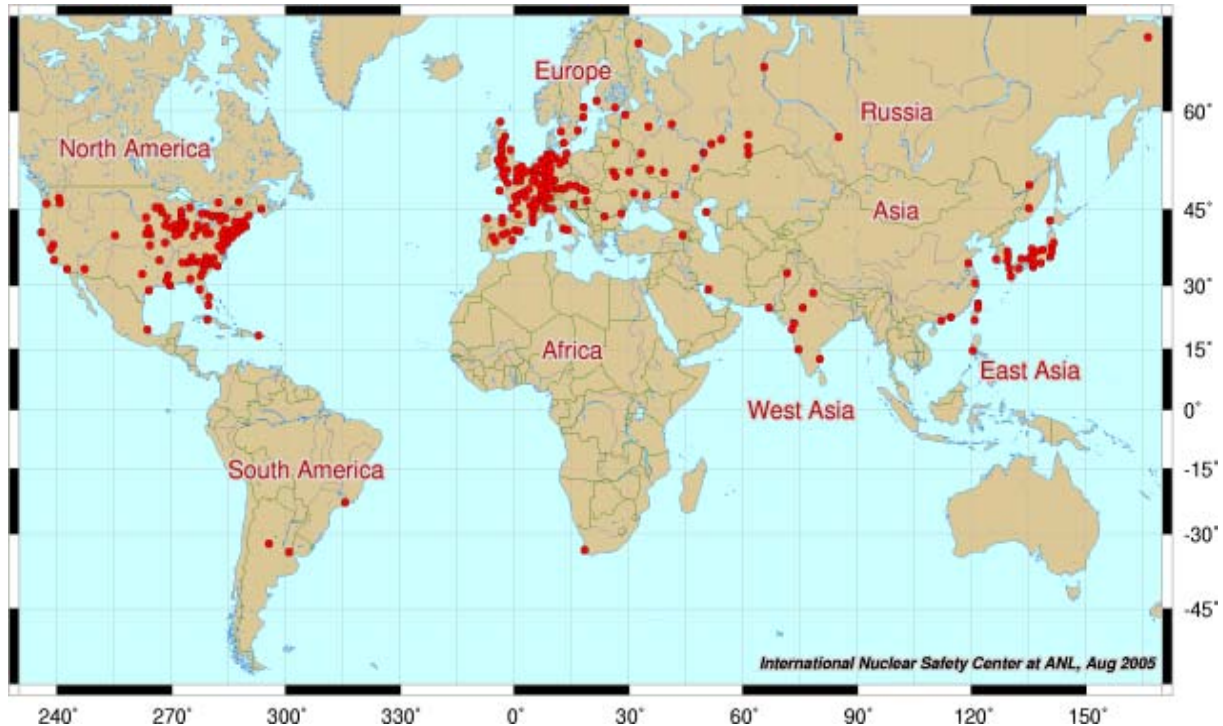 Europe
60°
Russia
North America
45°
Asia
30°
Africa
15°
East Asia
West Asia
0°
South America
-15°
-30°
-45°
International Nuclear Safety Center at ANL, Aug 2005
240° 270° 300° 330° 0° 30° 60° 90° 120° 150°